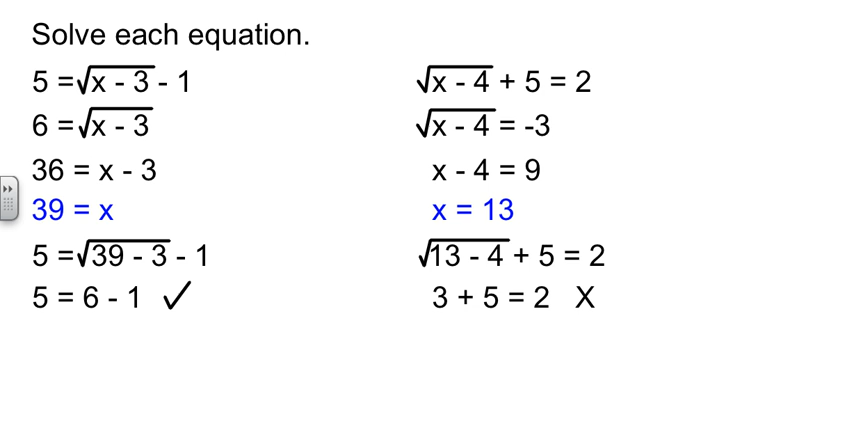 Solve each equation.
5 = √x - 3 - 1
6 = √x - 3
36 = x - 3
39 = x
5 = √39 - 3 - 1
5 = 6 - 1 ✓
√x - 4 + 5 = 2
√x - 4 = -3
x - 4 = 9
x = 13
√13 - 4 + 5 = 2
3 + 5 = 2 X